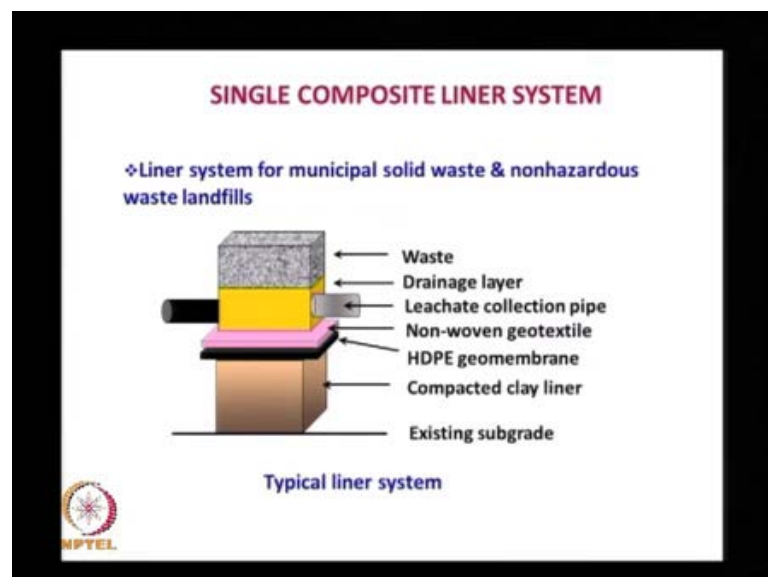 SINGLE COMPOSITE LINER SYSTEM
❖Liner system for municipal solid waste & nonhazardous
waste landfills
Waste
Drainage layer
Leachate collection pipe
Non-woven geotextile
HDPE geomembrane
Compacted clay liner
Existing subgrade
Typical liner system
NPTEL